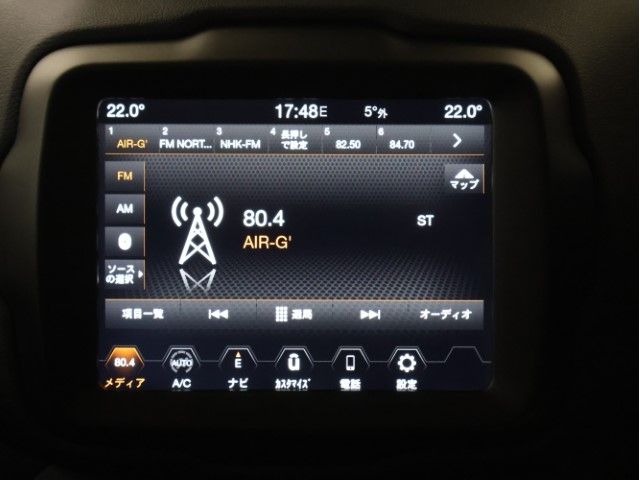 22.0° 17:48E 5°外 22.0°
1 AIR-G' 2 FM NORT... 3 NHK-FM 4 長押しで設定 5 82.50 6 84.70
FM
マップ
AM
80.4 ST
AIR-G'
ソースの選択
項目一覧 選局 オーディオ
80.4 AUTO E
メディア A/C ナビ カスタマイズ 電話 設定